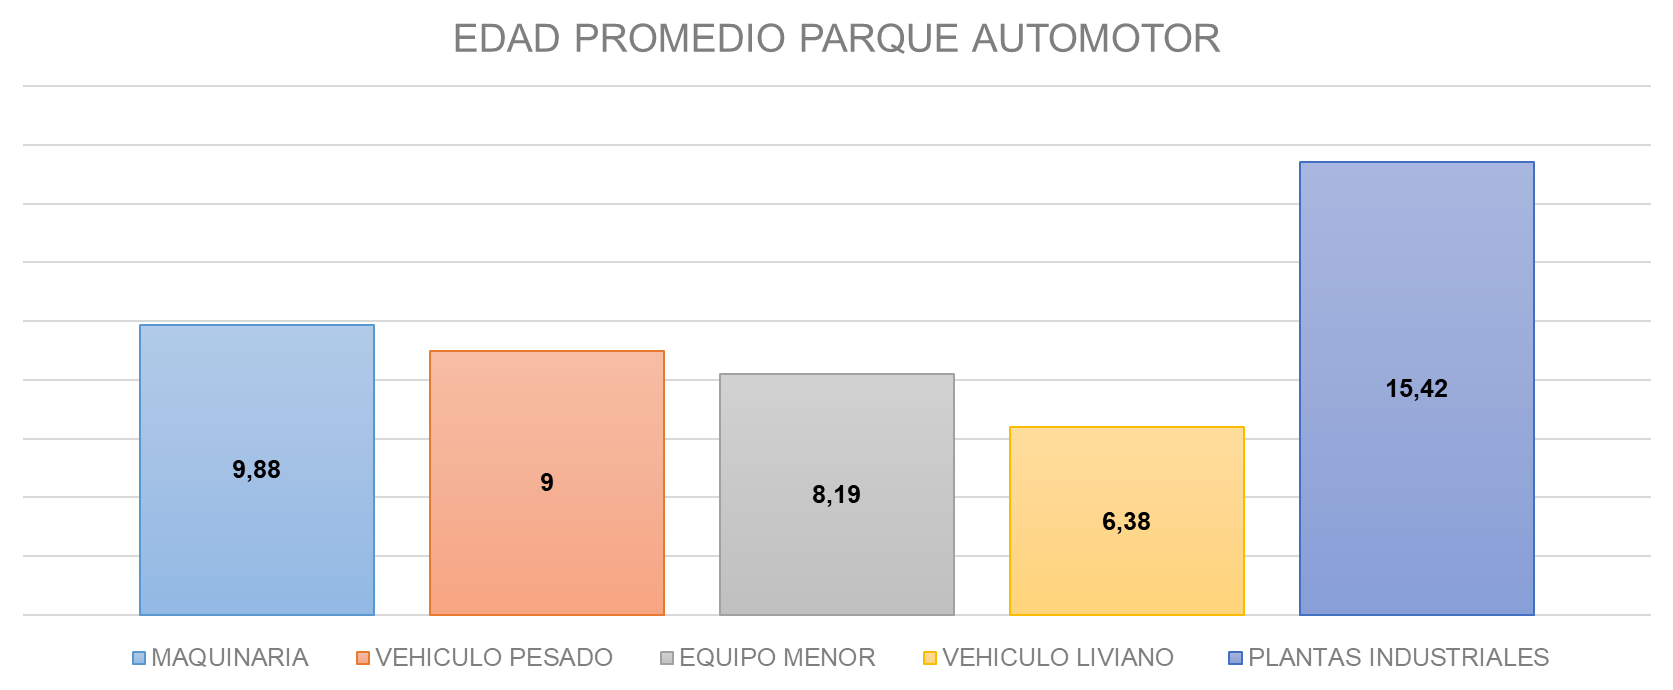 EDAD PROMEDIO PARQUE AUTOMOTOR
9,88
9
8,19
6,38
15,42
MAQUINARIA VEHICULO PESADO EQUIPO MENOR VEHICULO LIVIANO PLANTAS INDUSTRIALES